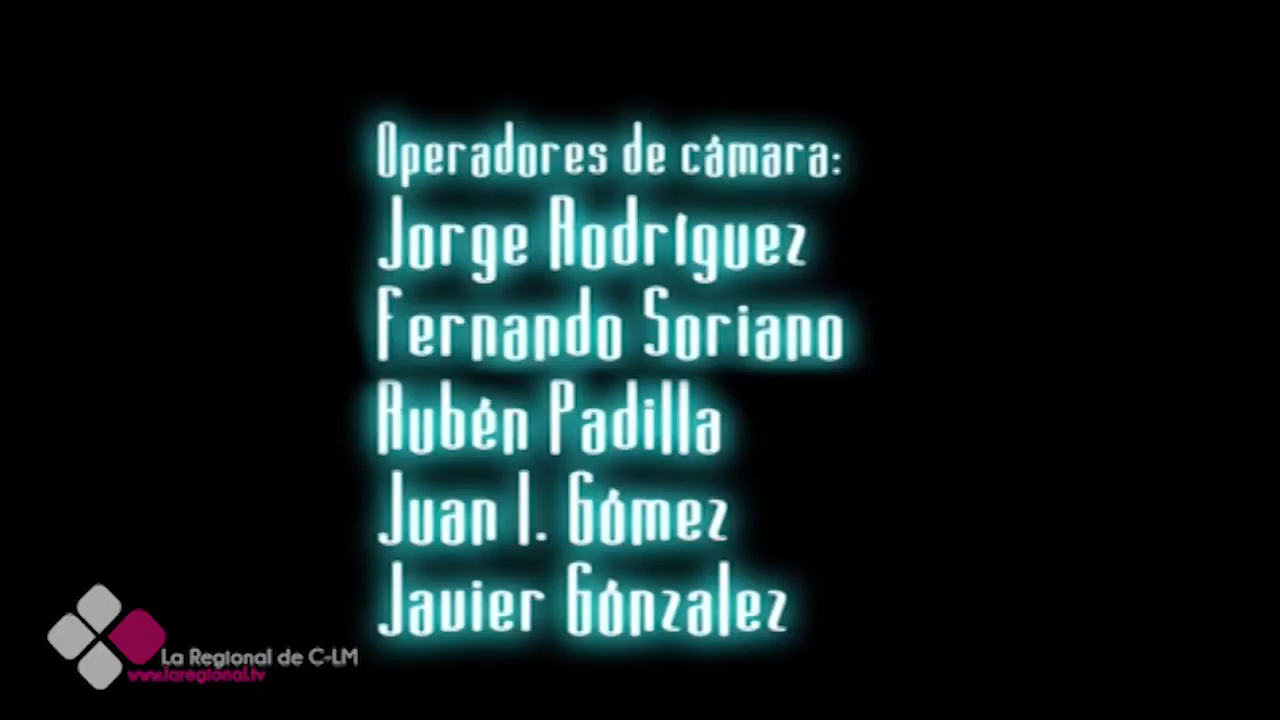 Operadores de cámara:
Jorge Rodríguez
Fernando Soriano
Rubén Padilla
Juan I. Gómez
Javier Gónzalez
La Regional de C-LM
www.laregional.tv